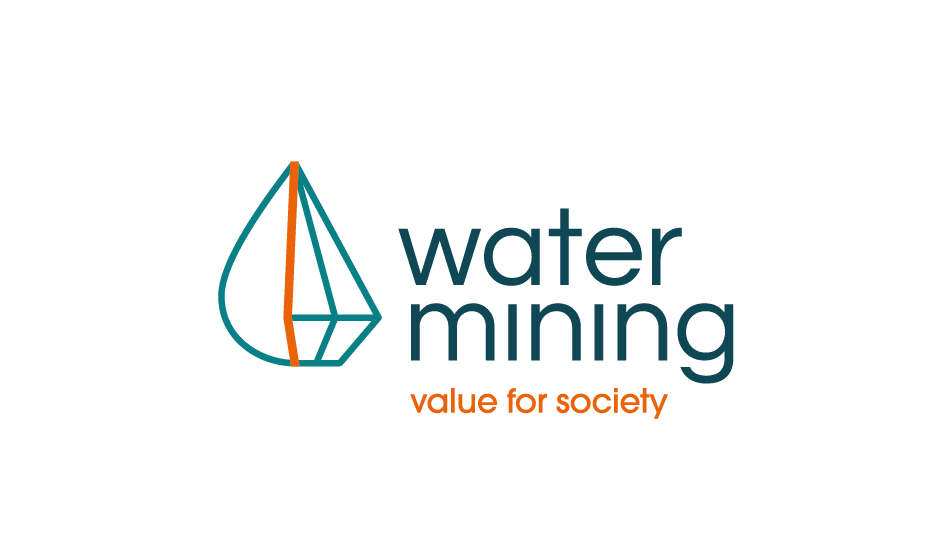 water
mining
value for society